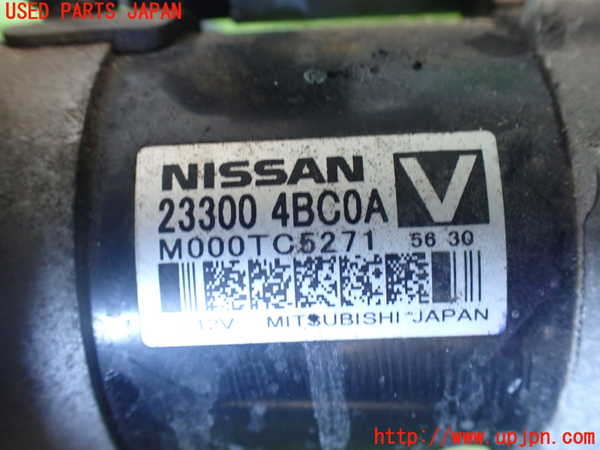 USED PARTS JAPAN
NISSAN V
23300 4BC0A
M000TC5271 56 30
12V MITSUBISHI JAPAN
http://www.upjpn.com